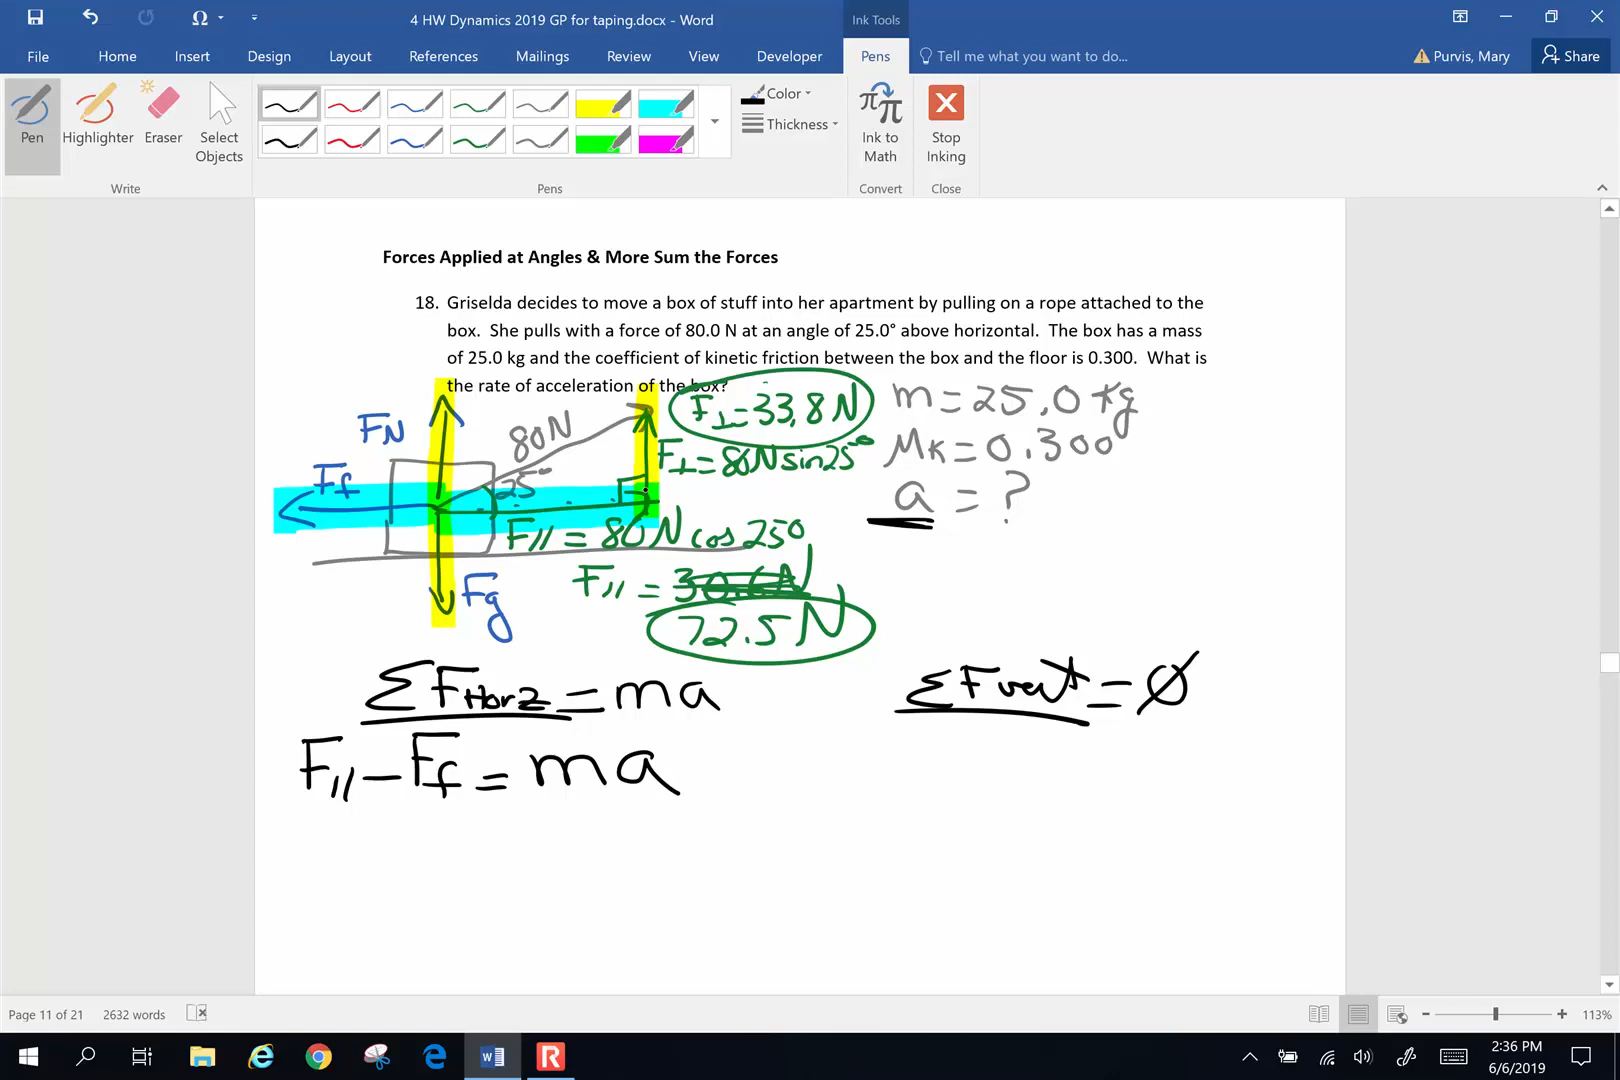 4 HW Dynamics 2019 GP for taping.docx - Word
Ink Tools
File Home Insert Design Layout References Mailings Review View Developer Pens Tell me what you want to do... Purvis, Mary Share
Pen Highlighter Eraser Select Objects
Color
Thickness
Ink to Math
Stop Inking
Write Pens Convert Close
Forces Applied at Angles & More Sum the Forces
18. Griselda decides to move a box of stuff into her apartment by pulling on a rope attached to the
box. She pulls with a force of 80.0 N at an angle of 25.0° above horizontal. The box has a mass
of 25.0 kg and the coefficient of kinetic friction between the box and the floor is 0.300. What is
the rate of acceleration of the box?
F⊥=33,8 N
m=25.0 kg
FN
80N
F⊥=80N sin25°
μK=0.300
Ff
25°
a = ?
F// = 80N cos 25°
F// = 30.6N
Fg
72.5 N
ΣFHorz=ma
ΣFvert=Ø
F//-Ff=ma
Page 11 of 21 2632 words 113%
2:36 PM
6/6/2019